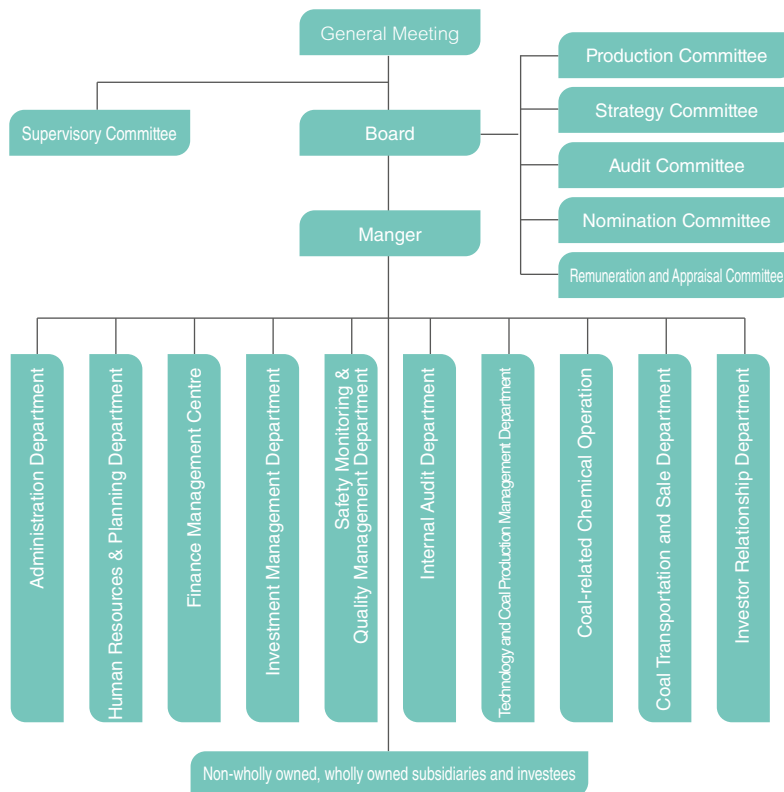 General Meeting
Supervisory Committee
Board
Manger
Production Committee
Strategy Committee
Audit Committee
Nomination Committee
Remuneration and Appraisal Committee
Administration Department
Human Resources & Planning Department
Finance Management Centre
Investment Management Department
Safety Monitoring &
Quality Management Department
Internal Audit Department
Technology and Coal Production Management Department
Coal-related Chemical Operation
Coal Transportation and Sale Department
Investor Relationship Department
Non-wholly owned, wholly owned subsidiaries and investees